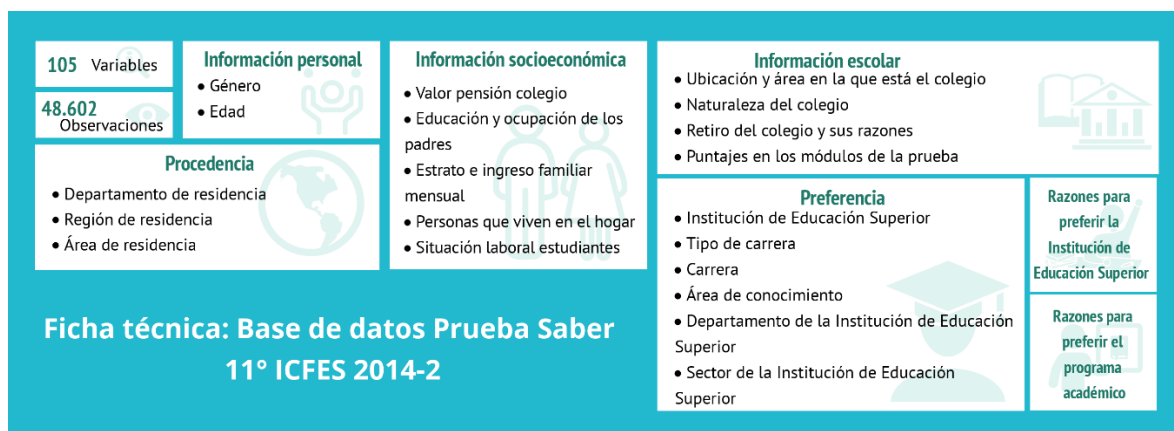 105 Variables
48.602
Observaciones
Información personal
• Género
• Edad
Procedencia
• Departamento de residencia
• Región de residencia
• Área de residencia
Información socioeconómica
• Valor pensión colegio
• Educación y ocupación de los
padres
• Estrato e ingreso familiar
mensual
• Personas que viven en el hogar
• Situación laboral estudiantes
Información escolar
• Ubicación y área en la que está el colegio
• Naturaleza del colegio
• Retiro del colegio y sus razones
• Puntajes en los módulos de la prueba
Preferencia
• Institución de Educación Superior
• Tipo de carrera
• Carrera
• Área de conocimiento
• Departamento de la Institución de Educación
Superior
• Sector de la Institución de Educación
Superior
Razones para
preferir la
Institución de
Educación Superior
Razones para
preferir el
programa
académico
Ficha técnica: Base de datos Prueba Saber
11° ICFES 2014-2